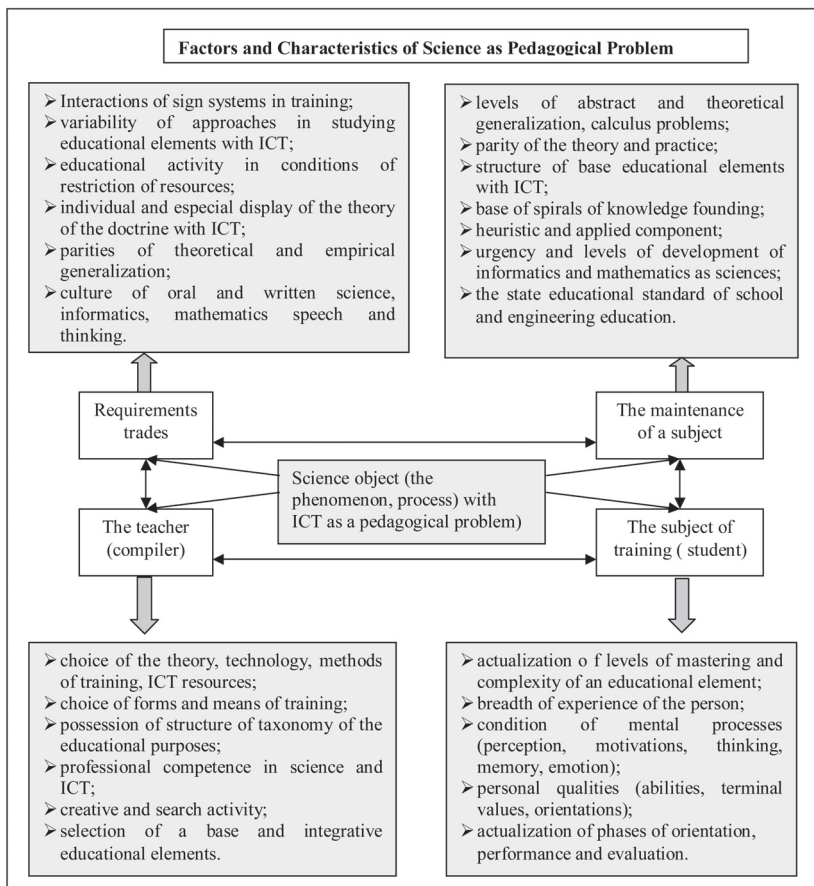 Factors and Characteristics of Science as Pedagogical Problem
➢ Interactions of sign systems in training;
➢ variability of approaches in studying
educational elements with ICT;
➢ educational activity in conditions of
restriction of resources;
➢ individual and especial display of the theory
of the doctrine with ICT;
➢ parities of theoretical and empirical
generalization;
➢ culture of oral and written science,
informatics, mathematics speech and
thinking.
➢ levels of abstract and theoretical
generalization, calculus problems;
➢ parity of the theory and practice;
➢ structure of base educational elements
with ICT;
➢ base of spirals of knowledge founding;
➢ heuristic and applied component;
➢ urgency and levels of development of
informatics and mathematics as sciences;
➢ the state educational standard of school
and engineering education.
Requirements
trades
The maintenance
of a subject
Science object (the
phenomenon, process) with
ICT as a pedagogical problem)
The teacher
(compiler)
The subject of
training ( student)
➢ choice of the theory, technology, methods
of training, ICT resources;
➢ choice of forms and means of training;
➢ possession of structure of taxonomy of the
educational purposes;
➢ professional competence in science and
ICT;
➢ creative and search activity;
➢ selection of a base and integrative
educational elements.
➢ actualization o f levels of mastering and
complexity of an educational element;
➢ breadth of experience of the person;
➢ condition of mental processes
(perception, motivations, thinking,
memory, emotion);
➢ personal qualities (abilities, terminal
values, orientations);
➢ actualization of phases of orientation,
performance and evaluation.